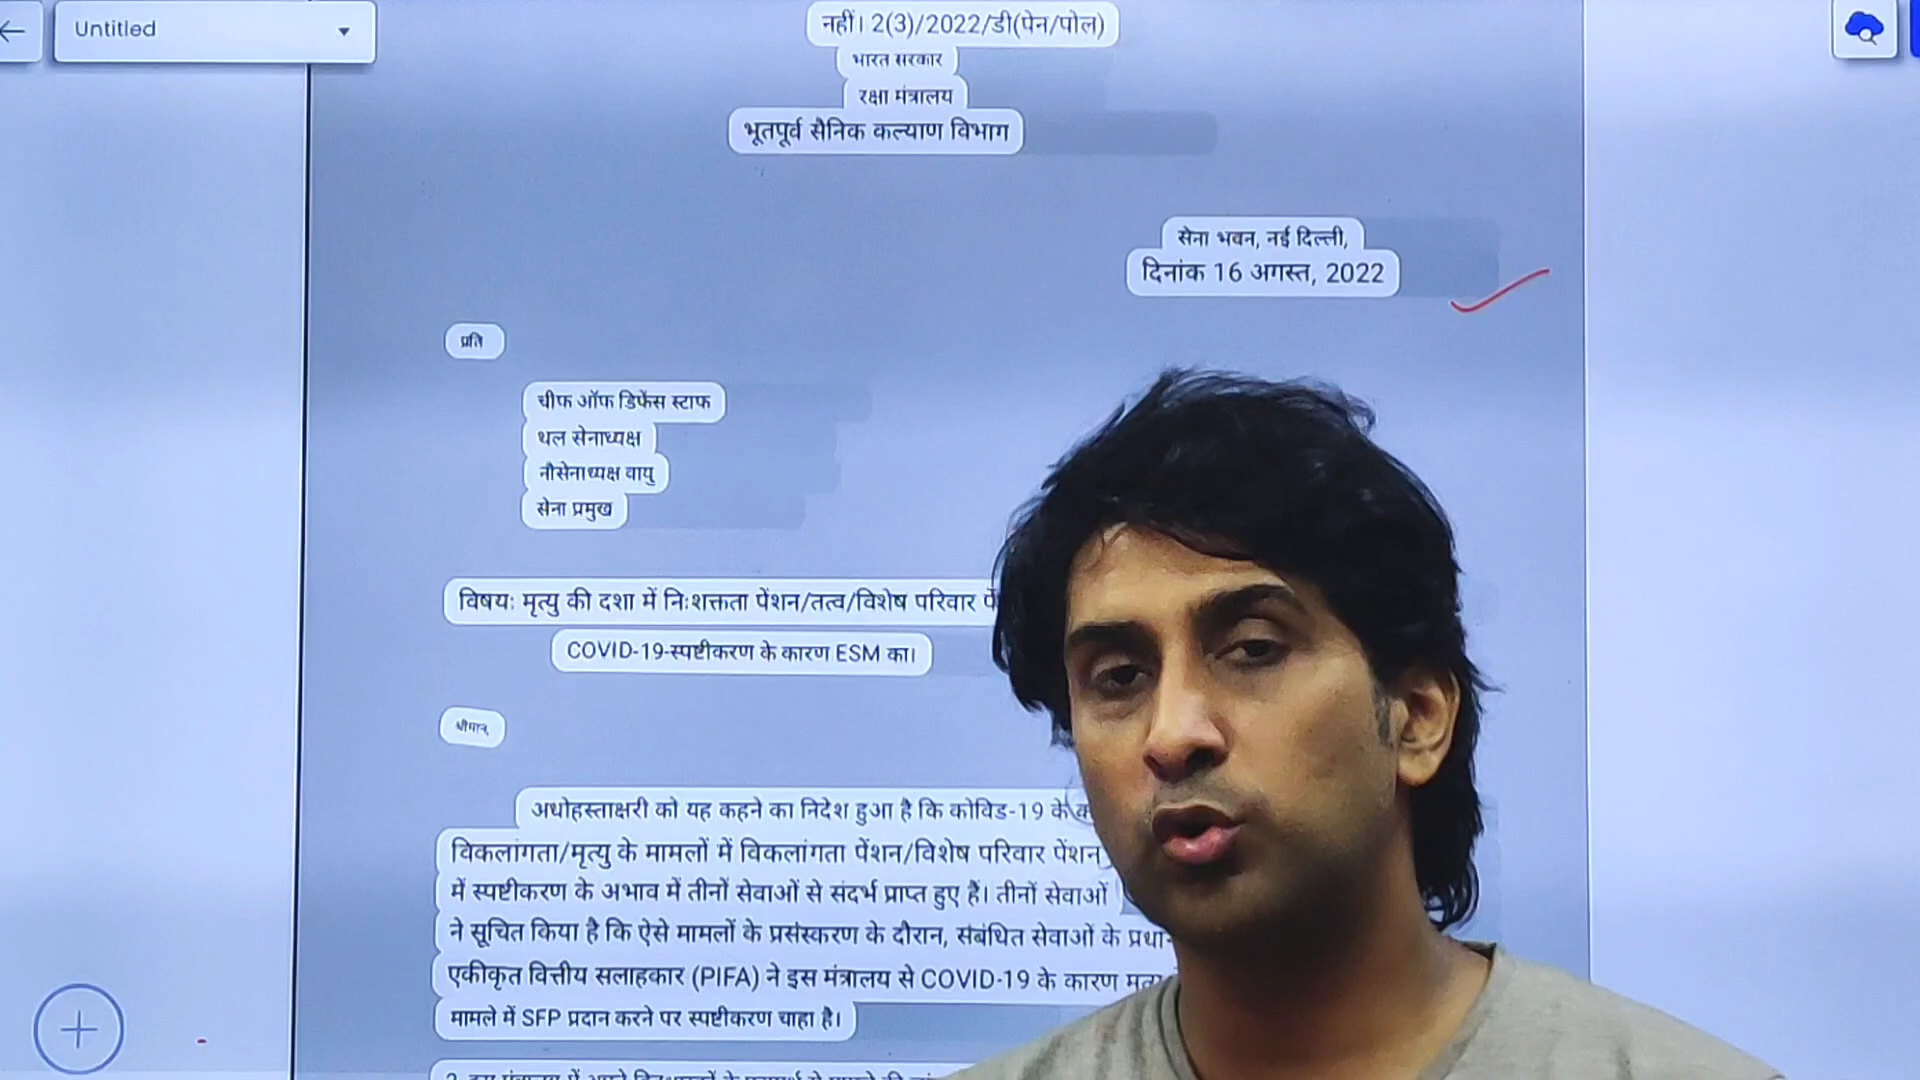 Untitled
नहीं। 2(3)/2022/डी(पेन/पोल)
भारत सरकार
रक्षा मंत्रालय
भूतपूर्व सैनिक कल्याण विभाग
सेना भवन, नई दिल्ली,
दिनांक 16 अगस्त, 2022
प्रति
चीफ ऑफ डिफेंस स्टाफ
थल सेनाध्यक्ष
नौसेनाध्यक्ष वायु
सेना प्रमुख
विषयः मृत्यु की दशा में निःशक्तता पेंशन/तत्व/विशेष परिवार
COVID-19-स्पष्टीकरण के कारण ESM का।
श्रीमान्,
अधोहस्ताक्षरी को यह कहने का निदेश हुआ है कि कोविड-19 के
विकलांगता/मृत्यु के मामलों में विकलांगता पेंशन/विशेष परिवार पेंशन
में स्पष्टीकरण के अभाव में तीनों सेवाओं से संदर्भ प्राप्त हुए हैं। तीनों सेवाओं
ने सूचित किया है कि ऐसे मामलों के प्रसंस्करण के दौरान, संबंधित सेवाओं के
एकीकृत वित्तीय सलाहकार (PIFA) ने इस मंत्रालय से COVID-19 के कारण
मामले में SFP प्रदान करने पर स्पष्टीकरण चाहा है।